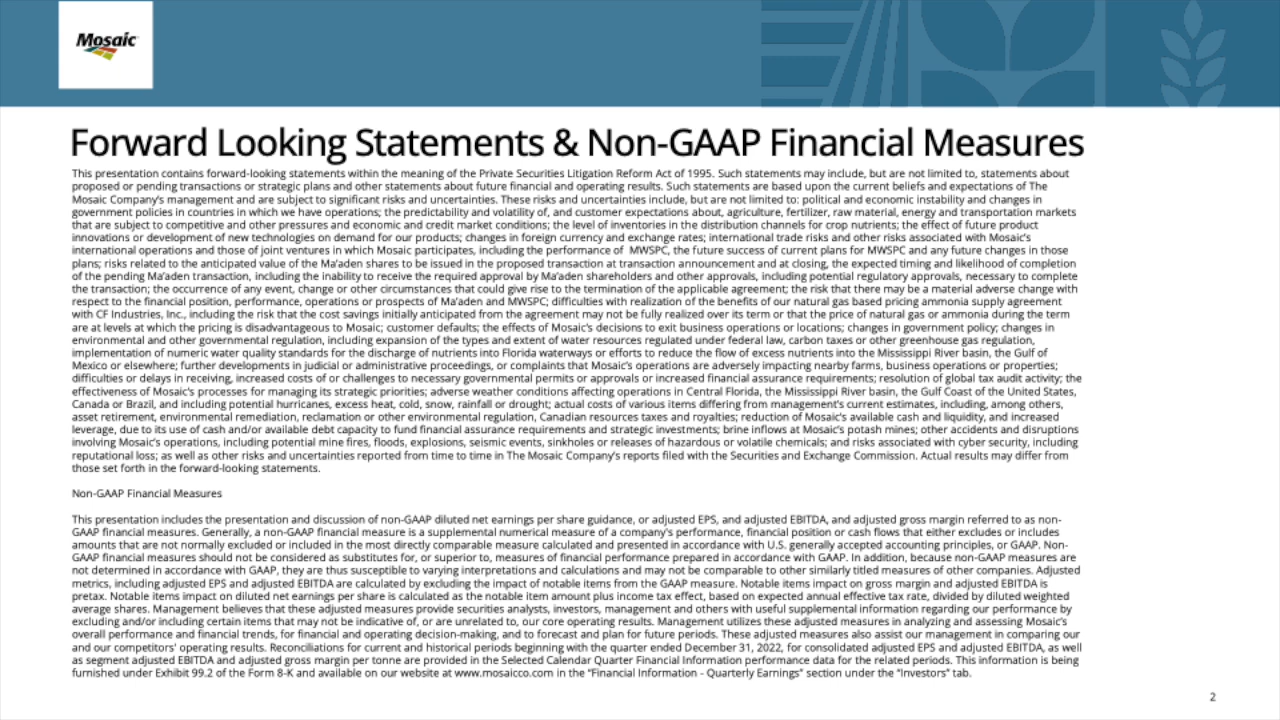 Mosaic
Forward Looking Statements & Non-GAAP Financial Measures
This presentation contains forward-looking statements within the meaning of the Private Securities Litigation Reform Act of 1995. Such statements may include, but are not limited to, statements about
proposed or pending transactions or strategic plans and other statements about future financial and operating results. Such statements are based upon the current beliefs and expectations of The
Mosaic Company's management and are subject to significant risks and uncertainties. These risks and uncertainties include, but are not limited to: political and economic instability and changes in
government policies in countries in which we have operations; the predictability and volatility of, and customer expectations about, agriculture, fertilizer, raw material, energy and transportation markets
that are subject to competitive and other pressures and economic and credit market conditions; the level of inventories in the distribution channels for crop nutrients; the effect of future product
innovations or development of new technologies on demand for our products; changes in foreign currency and exchange rates; international trade risks and other risks associated with Mosaic's
international operations and those of joint ventures in which Mosaic participates, including the performance of MWSPC, the future success of current plans for MWSPC and any future changes in those
plans; risks related to the anticipated value of the Ma'aden shares to be issued in the proposed transaction at transaction announcement and at closing, the expected timing and likelihood of completion
of the pending Ma'aden transaction, including the inability to receive the required approval by Ma'aden shareholders and other approvals, including potential regulatory approvals, necessary to complete
the transaction; the occurrence of any event, change or other circumstances that could give rise to the termination of the applicable agreement; the risk that there may be a material adverse change with
respect to the financial position, performance, operations or prospects of Ma'aden and MWSPC; difficulties with realization of the benefits of our natural gas based pricing ammonia supply agreement
with CF Industries, Inc., including the risk that the cost savings initially anticipated from the agreement may not be fully realized over its term or that the price of natural gas or ammonia during the term
are at levels at which the pricing is disadvantageous to Mosaic; customer defaults; the effects of Mosaic's decisions to exit business operations or locations; changes in government policy; changes in
environmental and other governmental regulation, including expansion of the types and extent of water resources regulated under federal law, carbon taxes or other greenhouse gas regulation,
implementation of numeric water quality standards for the discharge of nutrients into Florida waterways or efforts to reduce the flow of excess nutrients into the Mississippi River basin, the Gulf of
Mexico or elsewhere; further developments in judicial or administrative proceedings, or complaints that Mosaic's operations are adversely impacting nearby farms, business operations or properties;
difficulties or delays in receiving, increased costs of or challenges to necessary governmental permits or approvals or increased financial assurance requirements; resolution of global tax audit activity; the
effectiveness of Mosaic's processes for managing its strategic priorities; adverse weather conditions affecting operations in Central Florida, the Mississippi River basin, the Gulf Coast of the United States,
Canada or Brazil, and including potential hurricanes, excess heat, cold, snow, rainfall or drought; actual costs of various items differing from management's current estimates, including, among others,
asset retirement, environmental remediation, reclamation or other environmental regulation, Canadian resources taxes and royalties; reduction of Mosaic's available cash and liquidity, and increased
leverage, due to its use of cash and/or available debt capacity to fund financial assurance requirements and strategic investments; brine inflows at Mosaic's potash mines; other accidents and disruptions
involving Mosaic's operations, including potential mine fires, floods, explosions, seismic events, sinkholes or releases of hazardous or volatile chemicals; and risks associated with cyber security, including
reputational loss; as well as other risks and uncertainties reported from time to time in The Mosaic Company's reports filed with the Securities and Exchange Commission. Actual results may differ from
those set forth in the forward-looking statements.
Non-GAAP Financial Measures
This presentation includes the presentation and discussion of non-GAAP diluted net earnings per share guidance, or adjusted EPS, and adjusted EBITDA, and adjusted gross margin referred to as non-
GAAP financial measures. Generally, a non-GAAP financial measure is a supplemental numerical measure of a company's performance, financial position or cash flows that either excludes or includes
amounts that are not normally excluded or included in the most directly comparable measure calculated and presented in accordance with U.S. generally accepted accounting principles, or GAAP. Non-
GAAP financial measures should not be considered as substitutes for, or superior to, measures of financial performance prepared in accordance with GAAP. In addition, because non-GAAP measures are
not determined in accordance with GAAP, they are thus susceptible to varying interpretations and calculations and may not be comparable to other similarly titled measures of other companies. Adjusted
metrics, including adjusted EPS and adjusted EBITDA are calculated by excluding the impact of notable items from the GAAP measure. Notable items impact on gross margin and adjusted EBITDA is
pretax. Notable items impact on diluted net earnings per share is calculated as the notable item amount plus income tax effect, based on expected annual effective tax rate, divided by diluted weighted
average shares. Management believes that these adjusted measures provide securities analysts, investors, management and others with useful supplemental information regarding our performance by
excluding and/or including certain items that may not be indicative of, or are unrelated to, our core operating results. Management utilizes these adjusted measures in analyzing and assessing Mosaic's
overall performance and financial trends, for financial and operating decision-making, and to forecast and plan for future periods. These adjusted measures also assist our management in comparing our
and our competitors' operating results. Reconciliations for current and historical periods beginning with the quarter ended December 31, 2022, for consolidated adjusted EPS and adjusted EBITDA, as well
as segment adjusted EBITDA and adjusted gross margin per tonne are provided in the Selected Calendar Quarter Financial Information performance data for the related periods. This information is being
furnished under Exhibit 99.2 of the Form 8-K and available on our website at www.mosaicco.com in the "Financial Information - Quarterly Earnings" section under the "Investors" tab.
2